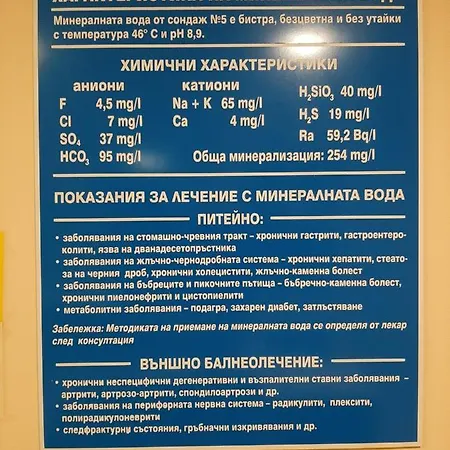 Минералната вода от сондаж №5 е бистра, безцветна и без утайки
с температура 46° С и рН 8,9.
ХИМИЧНИ ХАРАКТЕРИСТИКИ
аниони катиони
F 4,5 mg/l Na + K 65 mg/l H₂SiO₃ 40 mg/l
Cl 7 mg/l Ca 4 mg/l H₂S 19 mg/l
SO₄ 37 mg/l Ra 59,2 Bq/l
HCO₃ 95 mg/l Обща минерализация: 254 mg/l
ПОКАЗАНИЯ ЗА ЛЕЧЕНИЕ С МИНЕРАЛНАТА ВОДА
ПИТЕЙНО:
• заболявания на стомашно-чревния тракт – хронични гастрити, гастроентеро-
колити, язва на дванадесетопръстника
• заболявания на жлъчно-чернодробната система – хронични хепатити, стеато-
за на черния дроб, хронични холецистити, жлъчно-каменна болест
• заболявания на бъбреците и пикочните пътища – бъбречно-каменна болест,
хронични пиелонефрити и цистопиелити
• метаболитни заболявания – подагра, захарен диабет, затлъстяване
Забележка: Методиката на приемане на минералната вода се определя от лекар
след консултация
ВЪНШНО БАЛНЕОЛЕЧЕНИЕ:
• хронични неспецифични дегенеративни и възпалителни ставни заболявания –
артрити, артрозо-артрити, спондилоартрози и др.
• заболявания на периферната нервна система – радикулити, плексити,
полирадикулоневрити
• следфрактурни състояния, гръбначни изкривявания и др.